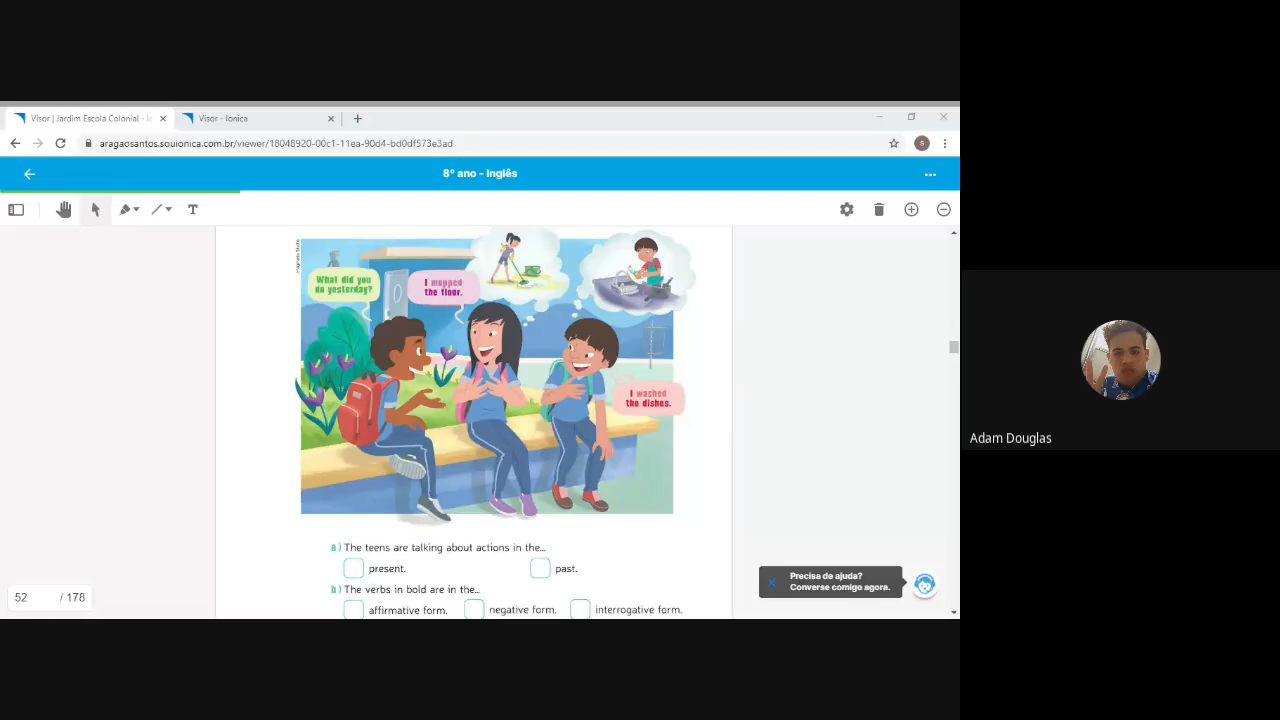 Visor | Jardim Escola Colonial - Io
Visor - Ionica
aragaosantos.souionica.com.br/viewer/18048920-00c1-11ea-90d4-bd0df573e3ad
S
8º ano - Inglês
T
What did you
do yesterday?
I mopped
the floor.
I washed
the dishes.
a) The teens are talking about actions in the...
present. past.
b) The verbs in bold are in the...
affirmative form. negative form. interrogative form.
52 / 178
Precisa de ajuda?
Converse comigo agora.
Adam Douglas